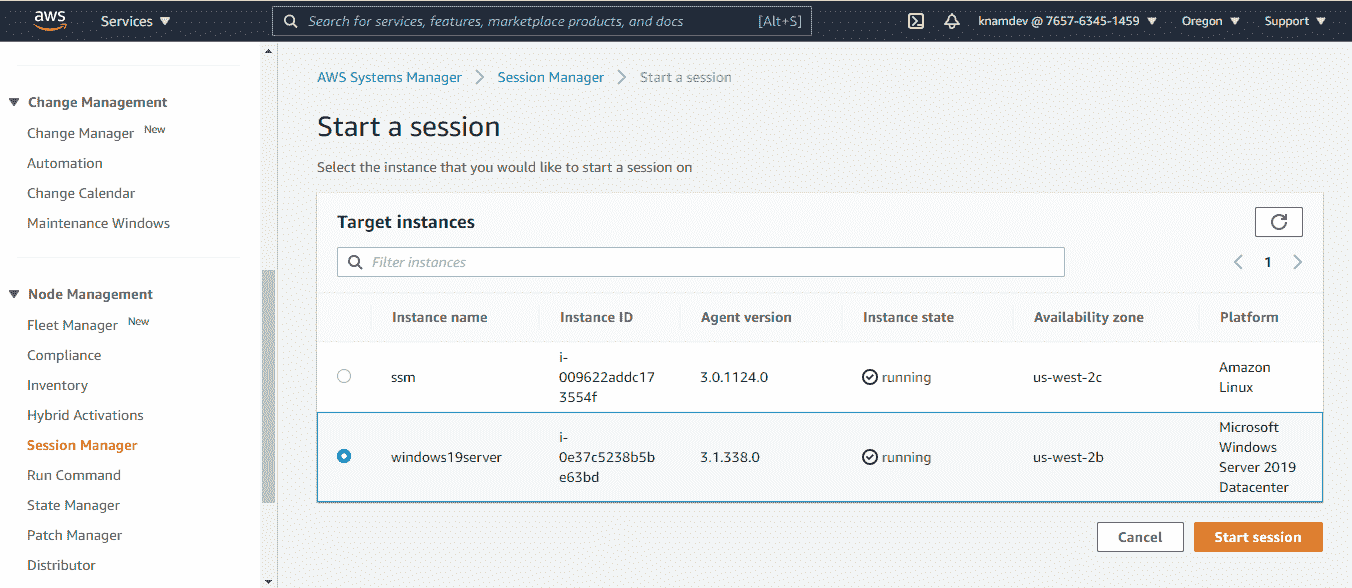 aws
Services
Search for services, features, marketplace products, and docs [Alt+S]
knamdev @ 7657-6345-1459
Oregon
Support
Change Management
Change Manager New
Automation
Change Calendar
Maintenance Windows
Node Management
Fleet Manager New
Compliance
Inventory
Hybrid Activations
Session Manager
Run Command
State Manager
Patch Manager
Distributor
AWS Systems Manager > Session Manager > Start a session
Start a session
Select the instance that you would like to start a session on
Target instances
Filter instances
1
Instance name Instance ID Agent version Instance state Availability zone Platform
ssm
i-
009622addc17
3554f
3.0.1124.0
running
us-west-2c
Amazon
Linux
windows19server
i-
0e37c5238b5b
e63bd
3.1.338.0
running
us-west-2b
Microsoft
Windows
Server 2019
Datacenter
Cancel
Start session